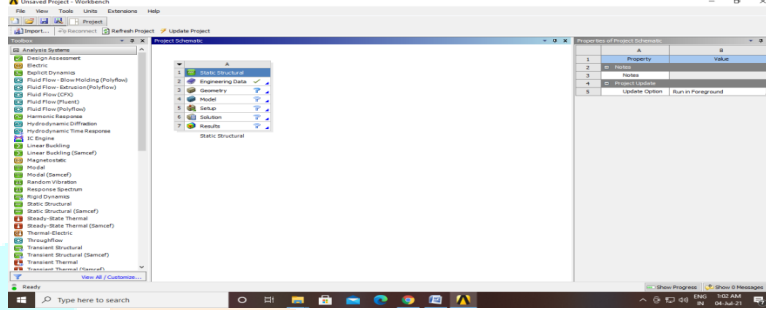 Unsaved Project - Workbench
File View Tools Units Extensions Help
Project
Import... Reconnect Refresh Project Update Project
Toolbox
Project Schematic
Properties of Project Schematic
Analysis Systems
Design Assessment
Electric
Explicit Dynamics
Fluid Flow - Blow Molding (Polyflow)
Fluid Flow - Extrusion (Polyflow)
Fluid Flow (CFX)
Fluid Flow (Fluent)
Fluid Flow (Polyflow)
Harmonic Response
Hydrodynamic Diffraction
Hydrodynamic Time Response
IC Engine
Linear Buckling
Linear Buckling (Samcef)
Magnetostatic
Modal
Modal (Samcef)
Random Vibration
Response Spectrum
Rigid Dynamics
Static Structural
Static Structural (Samcef)
Steady-State Thermal
Steady-State Thermal (Samcef)
Thermal-Electric
Throughflow
Transient Structural
Transient Structural (Samcef)
Transient Thermal
Transient Thermal (Samcef)
View All / Customize...
A
1 Static Structural
2 Engineering Data
3 Geometry
4 Model
5 Setup
6 Solution
7 Results
Static Structural
A B
1 Property Value
2 Notes
3 Notes
4 Project Update
5 Update Option Run in Foreground
Ready
Show Progress Show 0 Messages
Type here to search
ENG 1:02 AM
IN 04-Jul-21